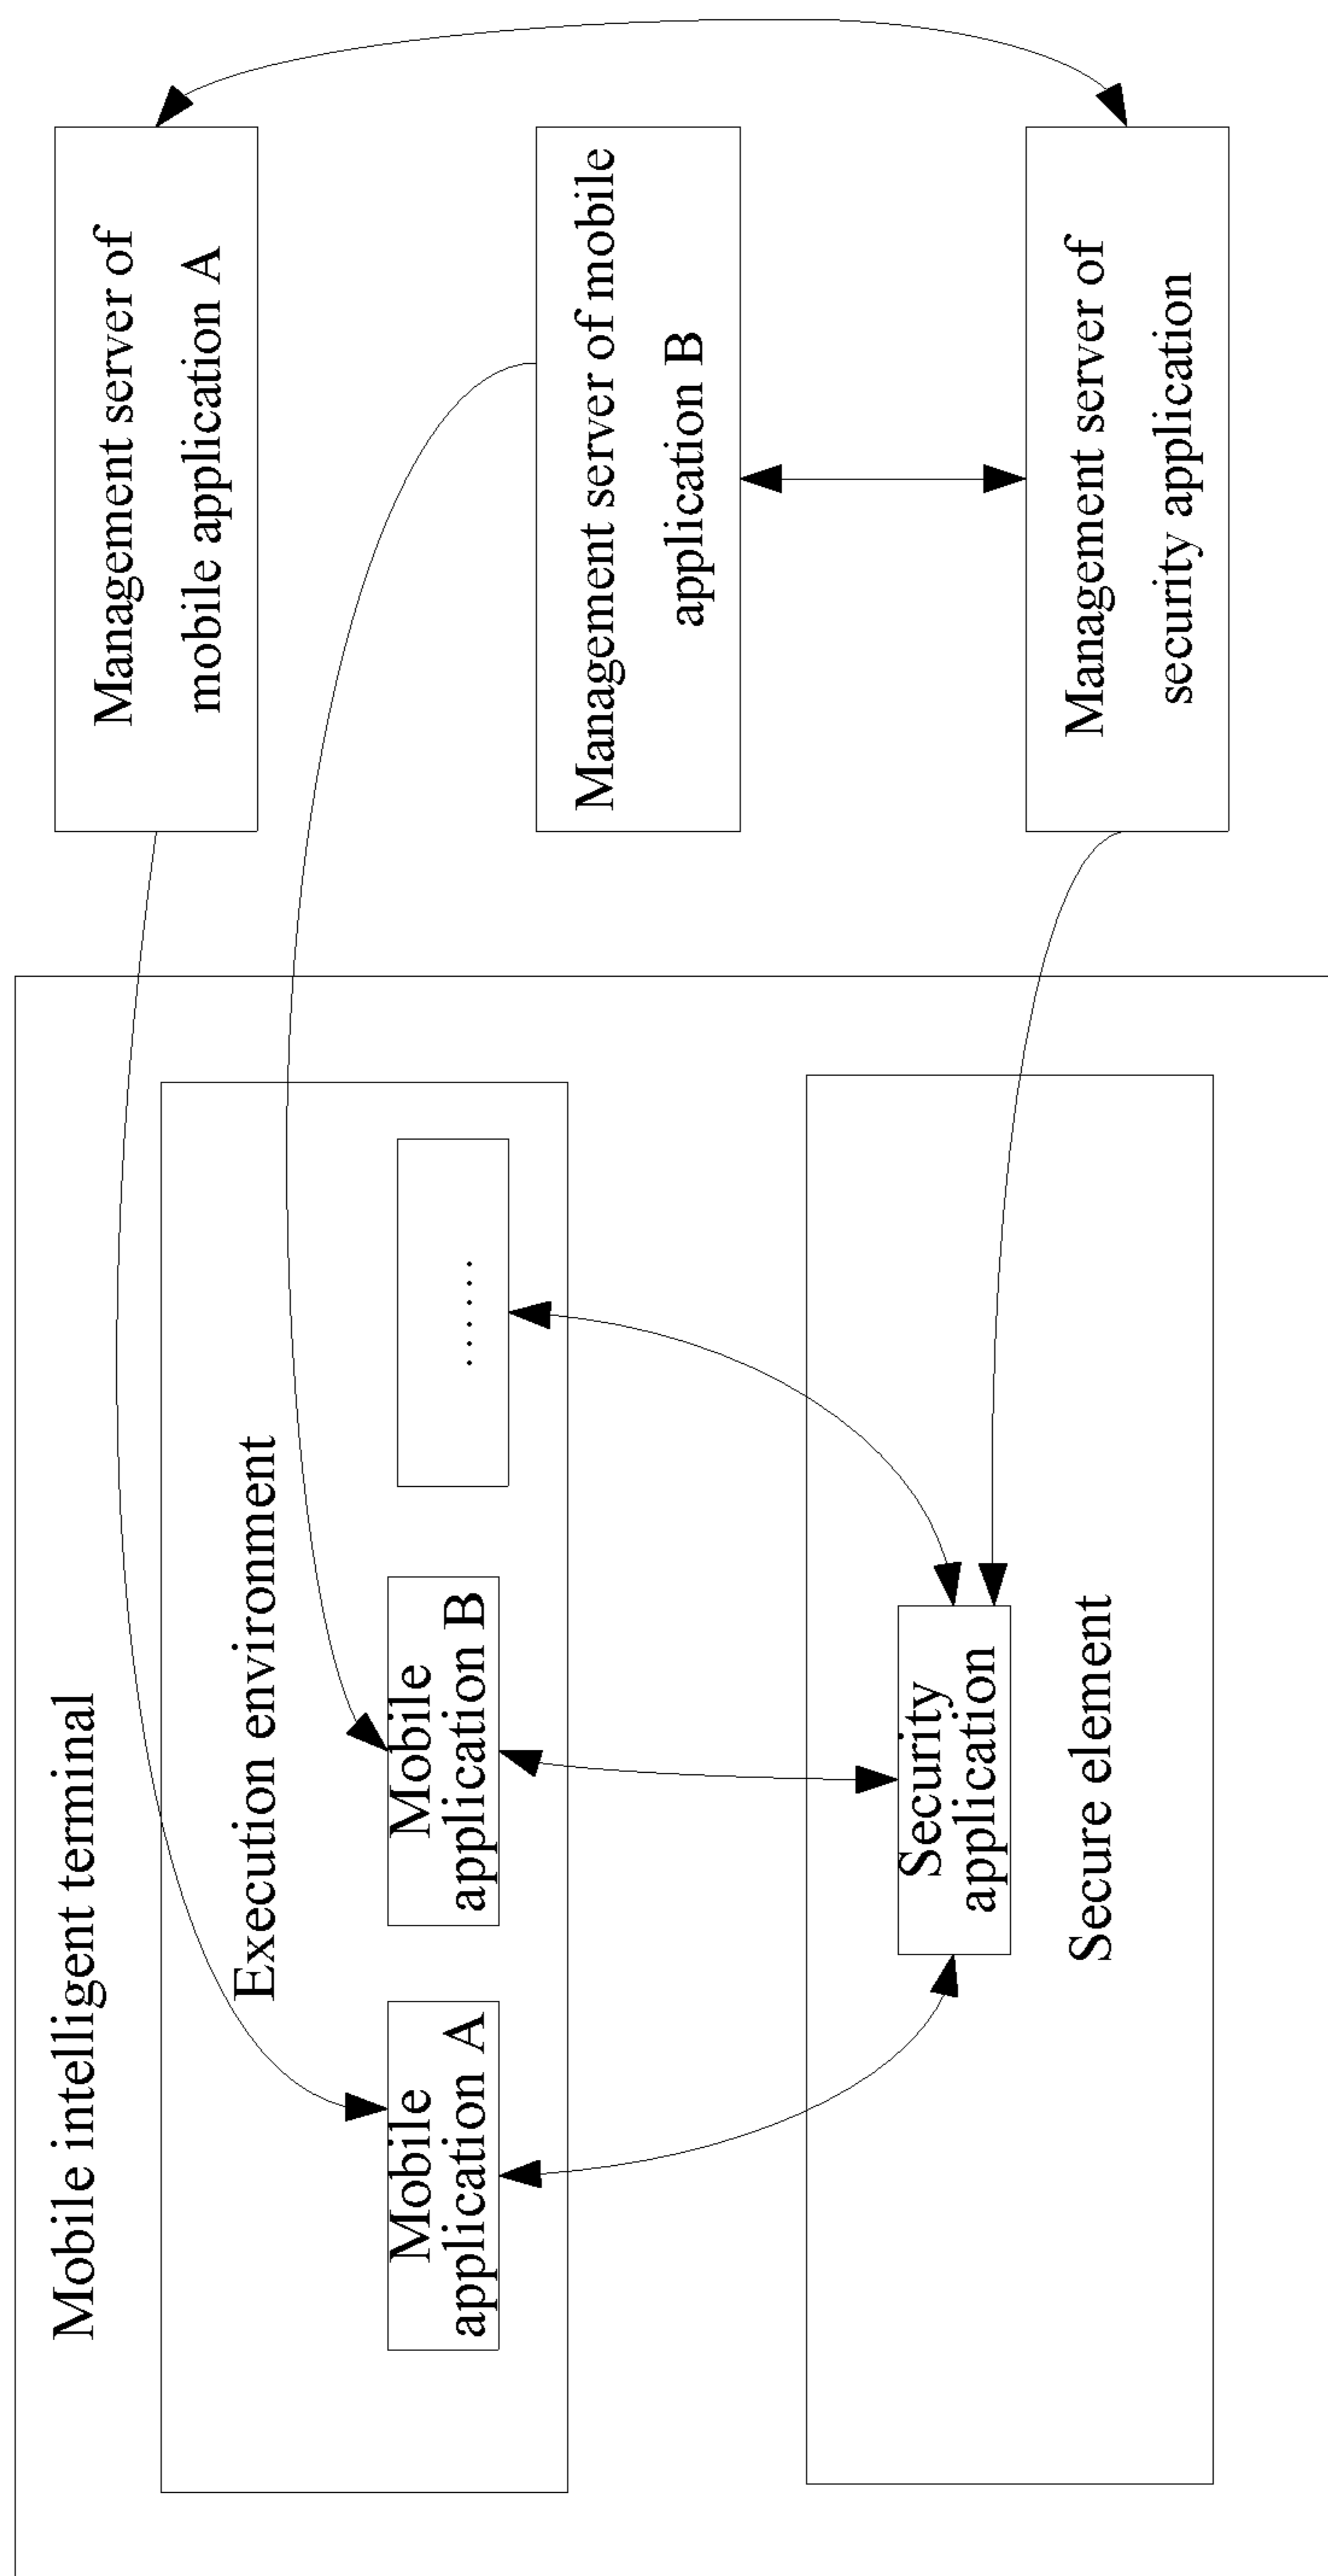 Mobile intelligent terminal
Execution environment
Mobile
application A
Mobile
application B
......
Security
application
Secure element
Management server of
mobile application A
Management server of mobile
application B
Management server of
security application